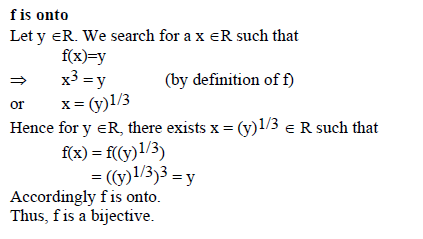 f is onto
Let y ∊R. We search for a x ∊R such that
f(x)=y
⇒ x³ = y (by definition of f)
or x = (y)^1/3
Hence for y ∊R, there exists x = (y)^1/3 ∊ R such that
f(x) = f((y)^1/3)
= ((y)^1/3)3 = y
Accordingly f is onto.
Thus, f is a bijective.